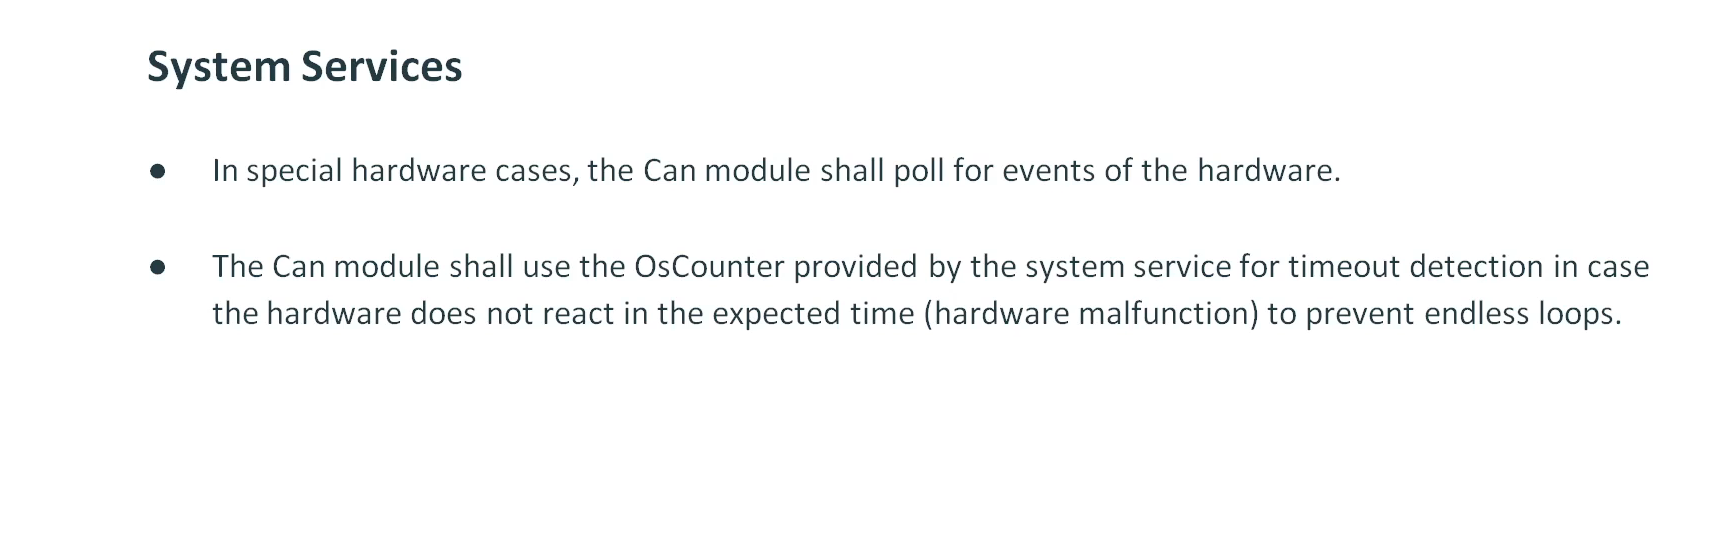 System Services
● In special hardware cases, the Can module shall poll for events of the hardware.
● The Can module shall use the OsCounter provided by the system service for timeout detection in case
the hardware does not react in the expected time (hardware malfunction) to prevent endless loops.